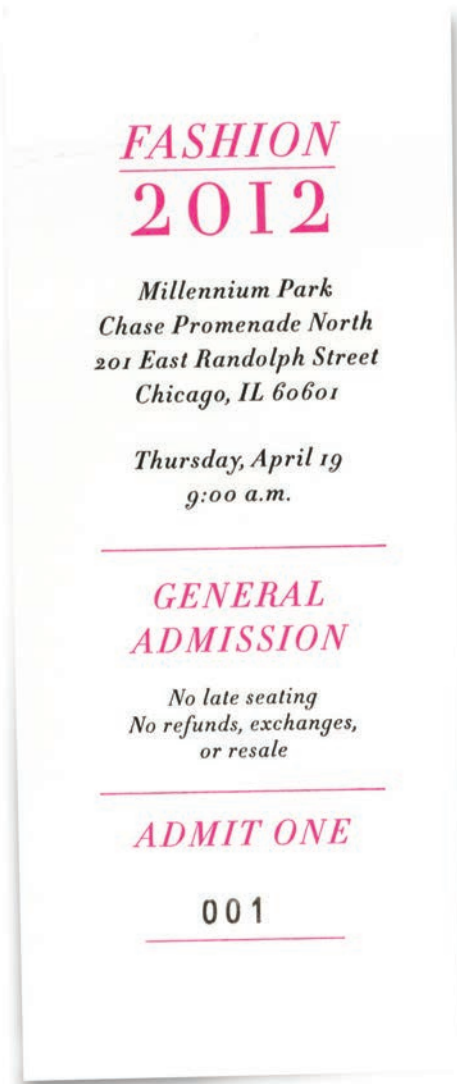 FASHION
2012
Millennium Park
Chase Promenade North
201 East Randolph Street
Chicago, IL 60601
Thursday, April 19
9:00 a.m.
GENERAL
ADMISSION
No late seating
No refunds, exchanges,
or resale
ADMIT ONE
001